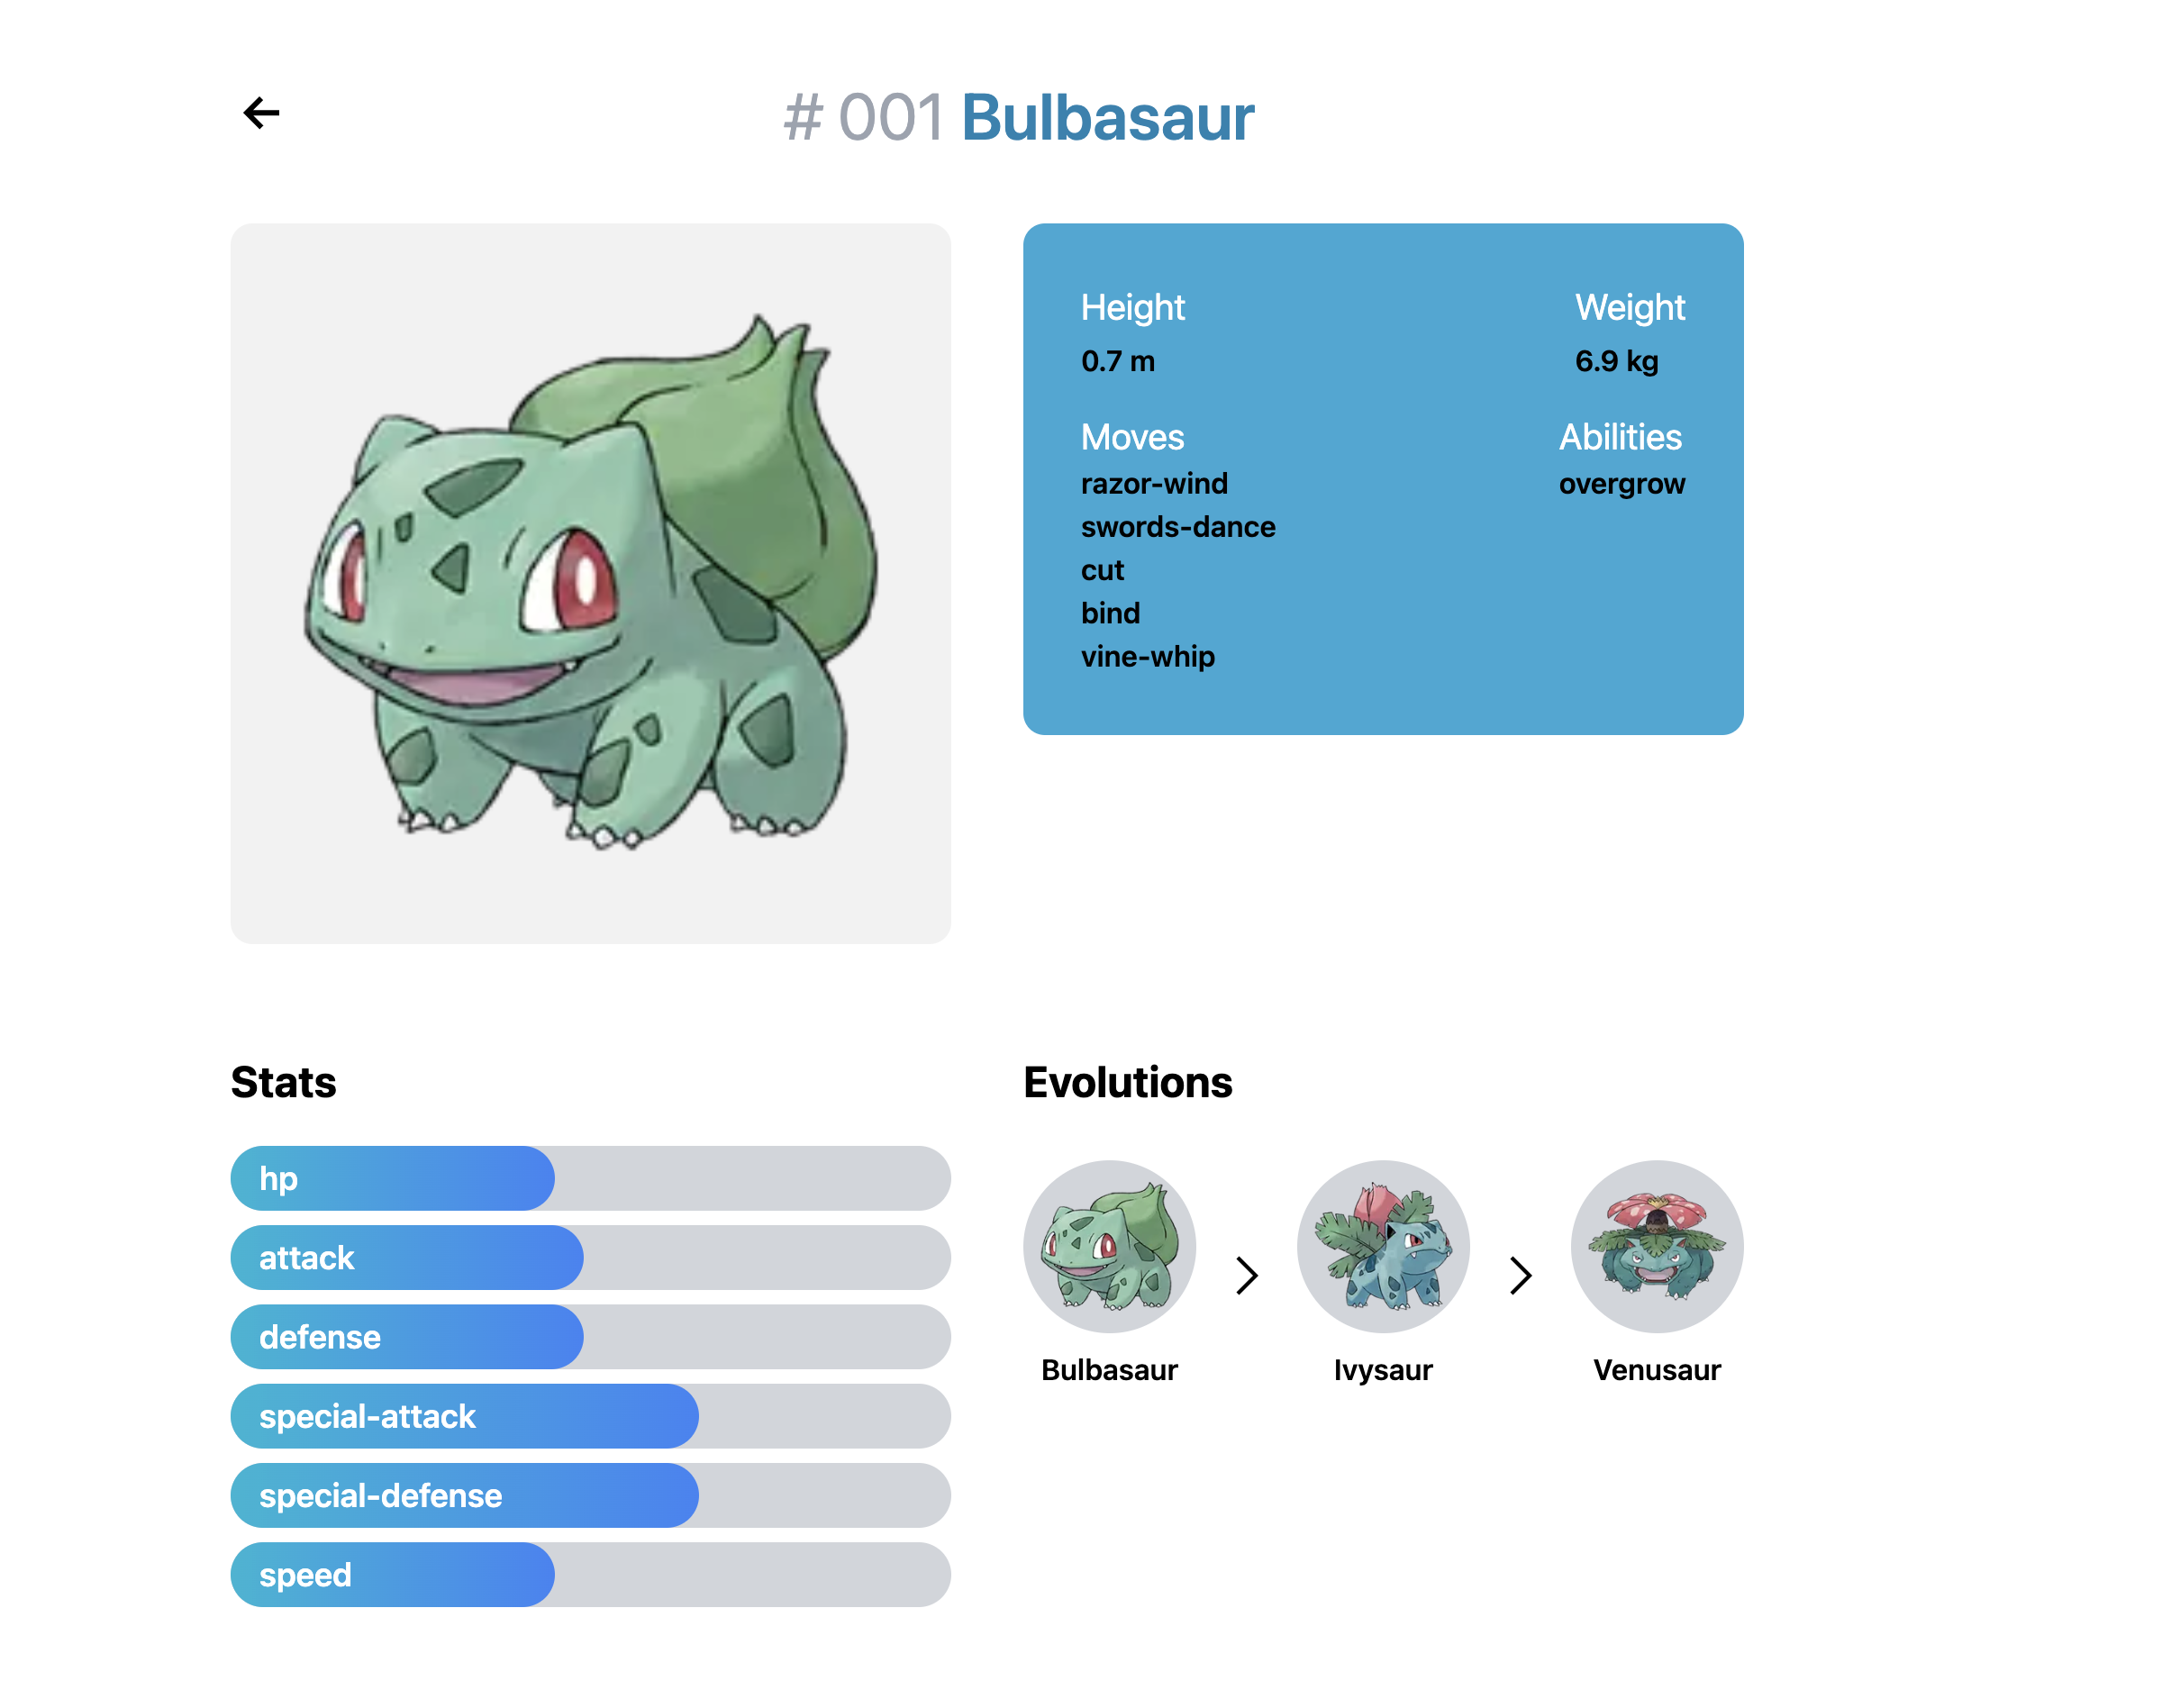 # 001 Bulbasaur
Height
0.7 m
Weight
6.9 kg
Moves
razor-wind
swords-dance
cut
bind
vine-whip
Abilities
overgrow
Stats
hp
attack
defense
special-attack
special-defense
speed
Evolutions
Bulbasaur
Ivysaur
Venusaur